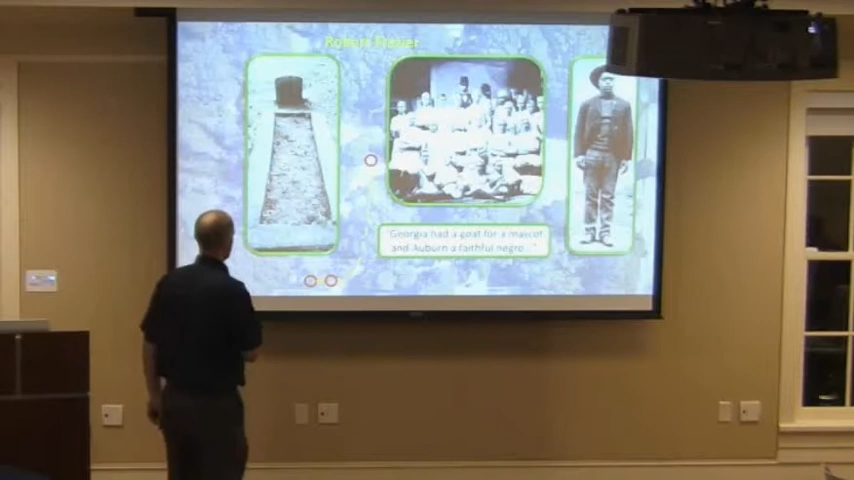 Robert Frazier
"Georgia had a goat for a mascot
and Auburn a faithful negro..."